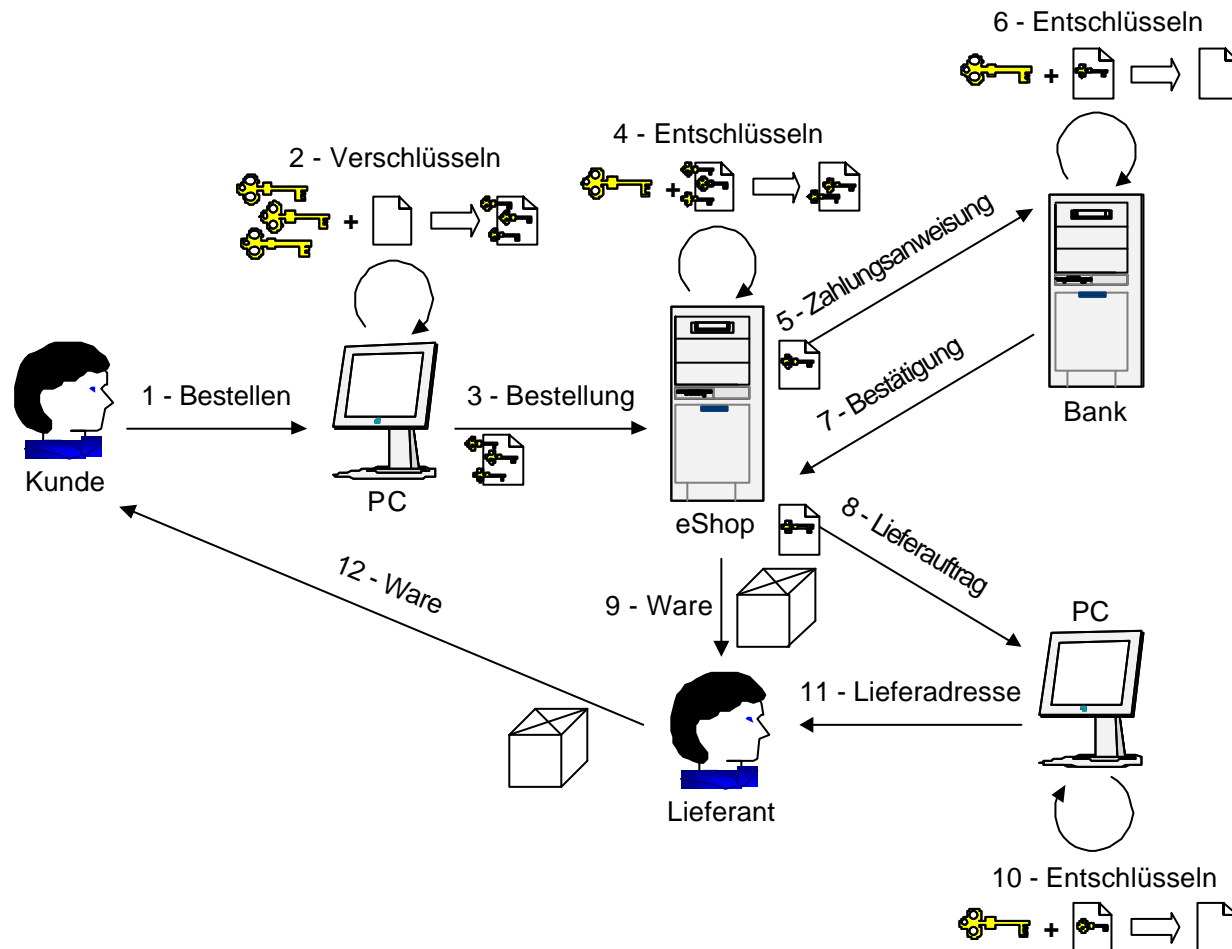 6 - Entschlüsseln
+
4 - Entschlüsseln
+
2 - Verschlüsseln
+
5 - Zahlungsanweisung
7 - Bestätigung
Bank
1 - Bestellen
3 - Bestellung
Kunde
PC
eShop
8 - Lieferauftrag
12 - Ware
9 - Ware
PC
11 - Lieferadresse
Lieferant
10 - Entschlüsseln
+